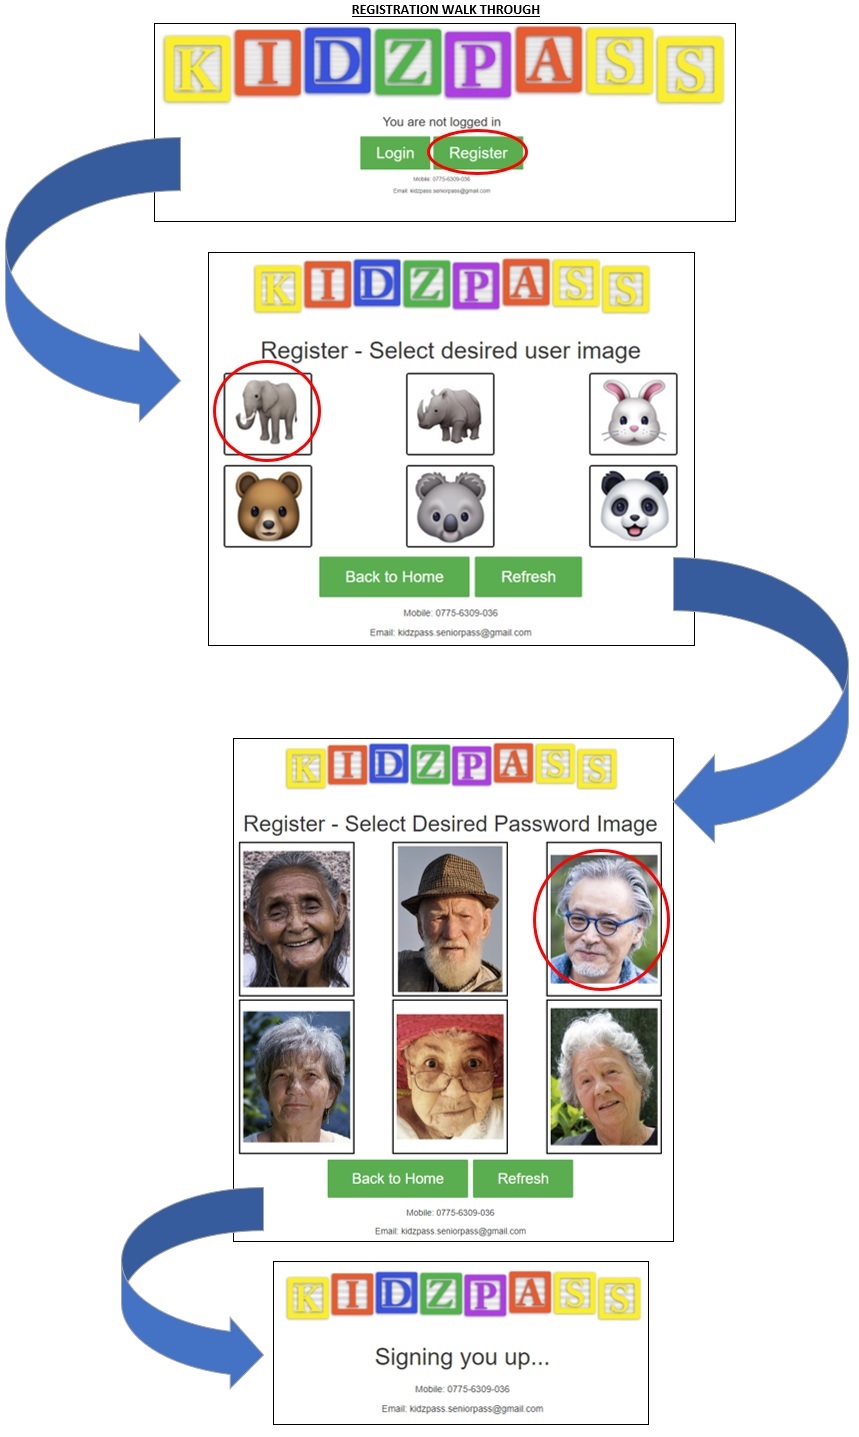 REGISTRATION WALK THROUGH
KIDZPASS
You are not logged in
Login Register
Mobile: 0775-6309-036
Email: kidzpass.seniorpass@gmail.com
KIDZPASS
Register - Select desired user image
Back to Home Refresh
Mobile: 0775-6309-036
Email: kidzpass.seniorpass@gmail.com
KIDZPASS
Register - Select Desired Password Image
Back to Home Refresh
Mobile: 0775-6309-036
Email: kidzpass.seniorpass@gmail.com
KIDZPASS
Signing you up...
Mobile: 0775-6309-036
Email: kidzpass.seniorpass@gmail.com